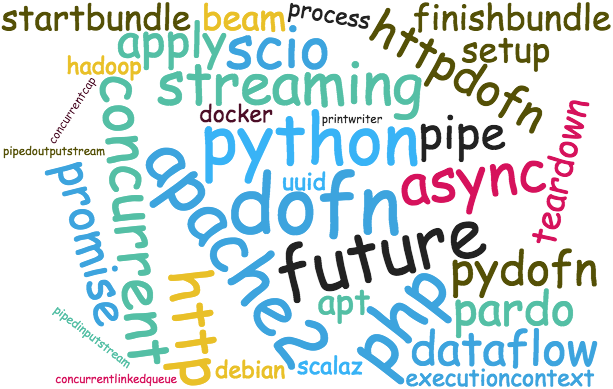 startbundle
beam
process
finishbundle
apply
scio
httpdofn
setup
hadoop
streaming
concurrentcap
concurrent
docker
printwriter
python
pipe
teardown
pipedoutputstream
apache2
uuid
dofn
async
promise
future
http
php
pydofn
apt
pardo
pipedinputstream
dataflow
debian
scalaz
executioncontext
concurrentlinkedqueue